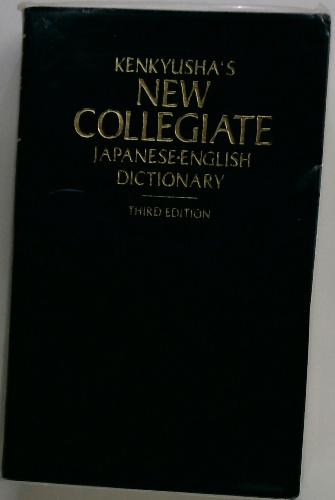 KENKYUSHA'S
NEW
COLLEGIATE
JAPANESE-ENGLISH
DICTIONARY
THIRD EDITION